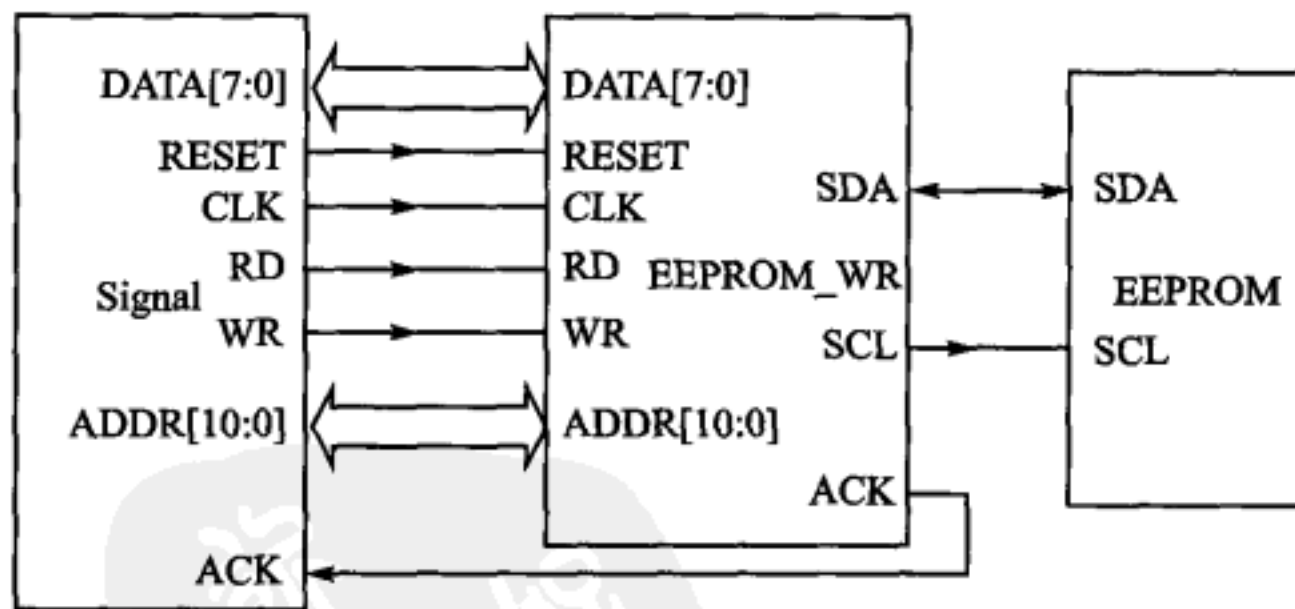 DATA[7:0]
RESET
CLK
RD
Signal
WR
ADDR[10:0]
ACK
DATA[7:0]
RESET
CLK
RD
WR
ADDR[10:0]
SDA
EEPROM_WR
SCL
ACK
SDA
EEPROM
SCL